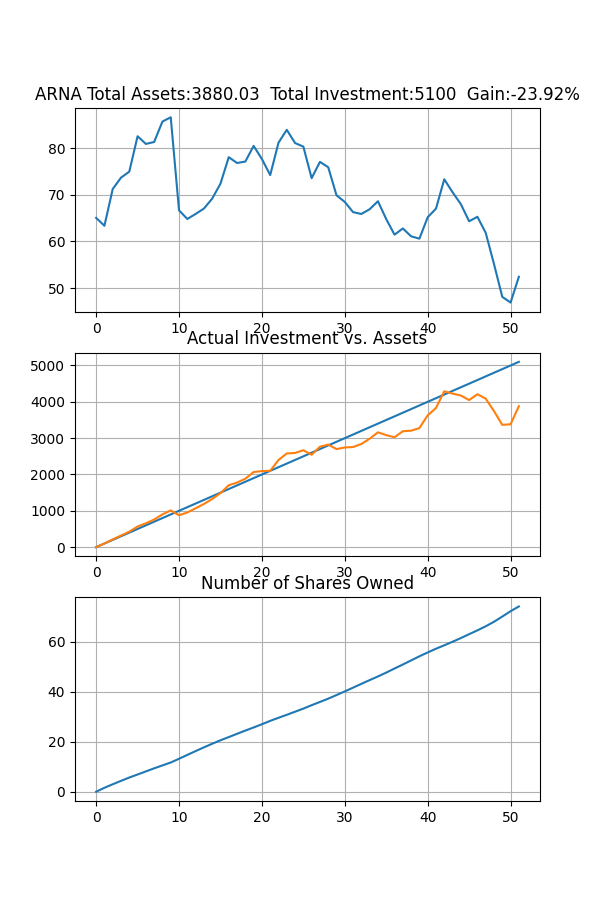 ARNA Total Assets:3880.03  Total Investment:5100  Gain:-23.92%
80
70
60
50
0 10 20 30 40 50
Actual Investment vs. Assets
5000
4000
3000
2000
1000
0
0 10 20 30 40 50
Number of Shares Owned
60
40
20
0
0 10 20 30 40 50